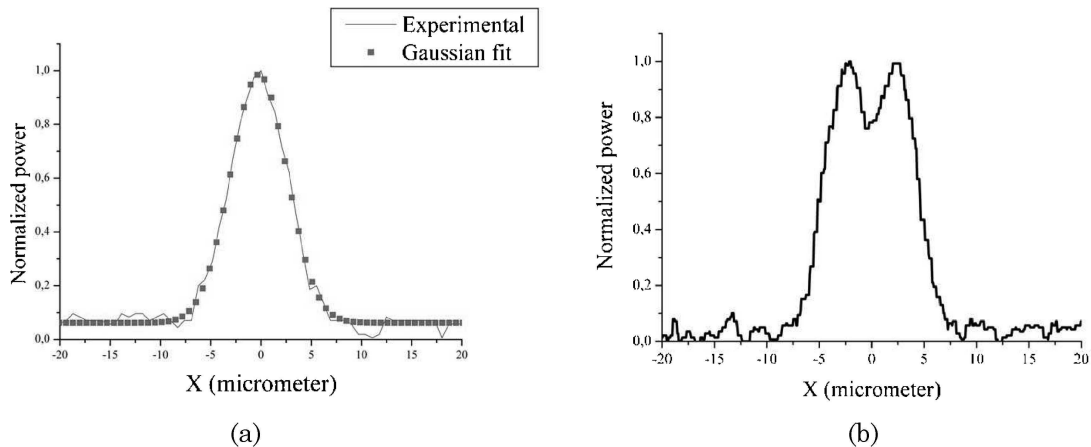 Experimental
Gaussian fit
Normalized power
1,0
0,8
0,6
0,4
0,2
0,0
-20 -15 -10 -5 0 5 10 15 20
X (micrometer)
(a)
(b)
Normalized power
1,0
0,8
0,6
0,4
0,2
0,0
-20 -15 -10 -5 0 5 10 15 20
X (micrometer)
(b)